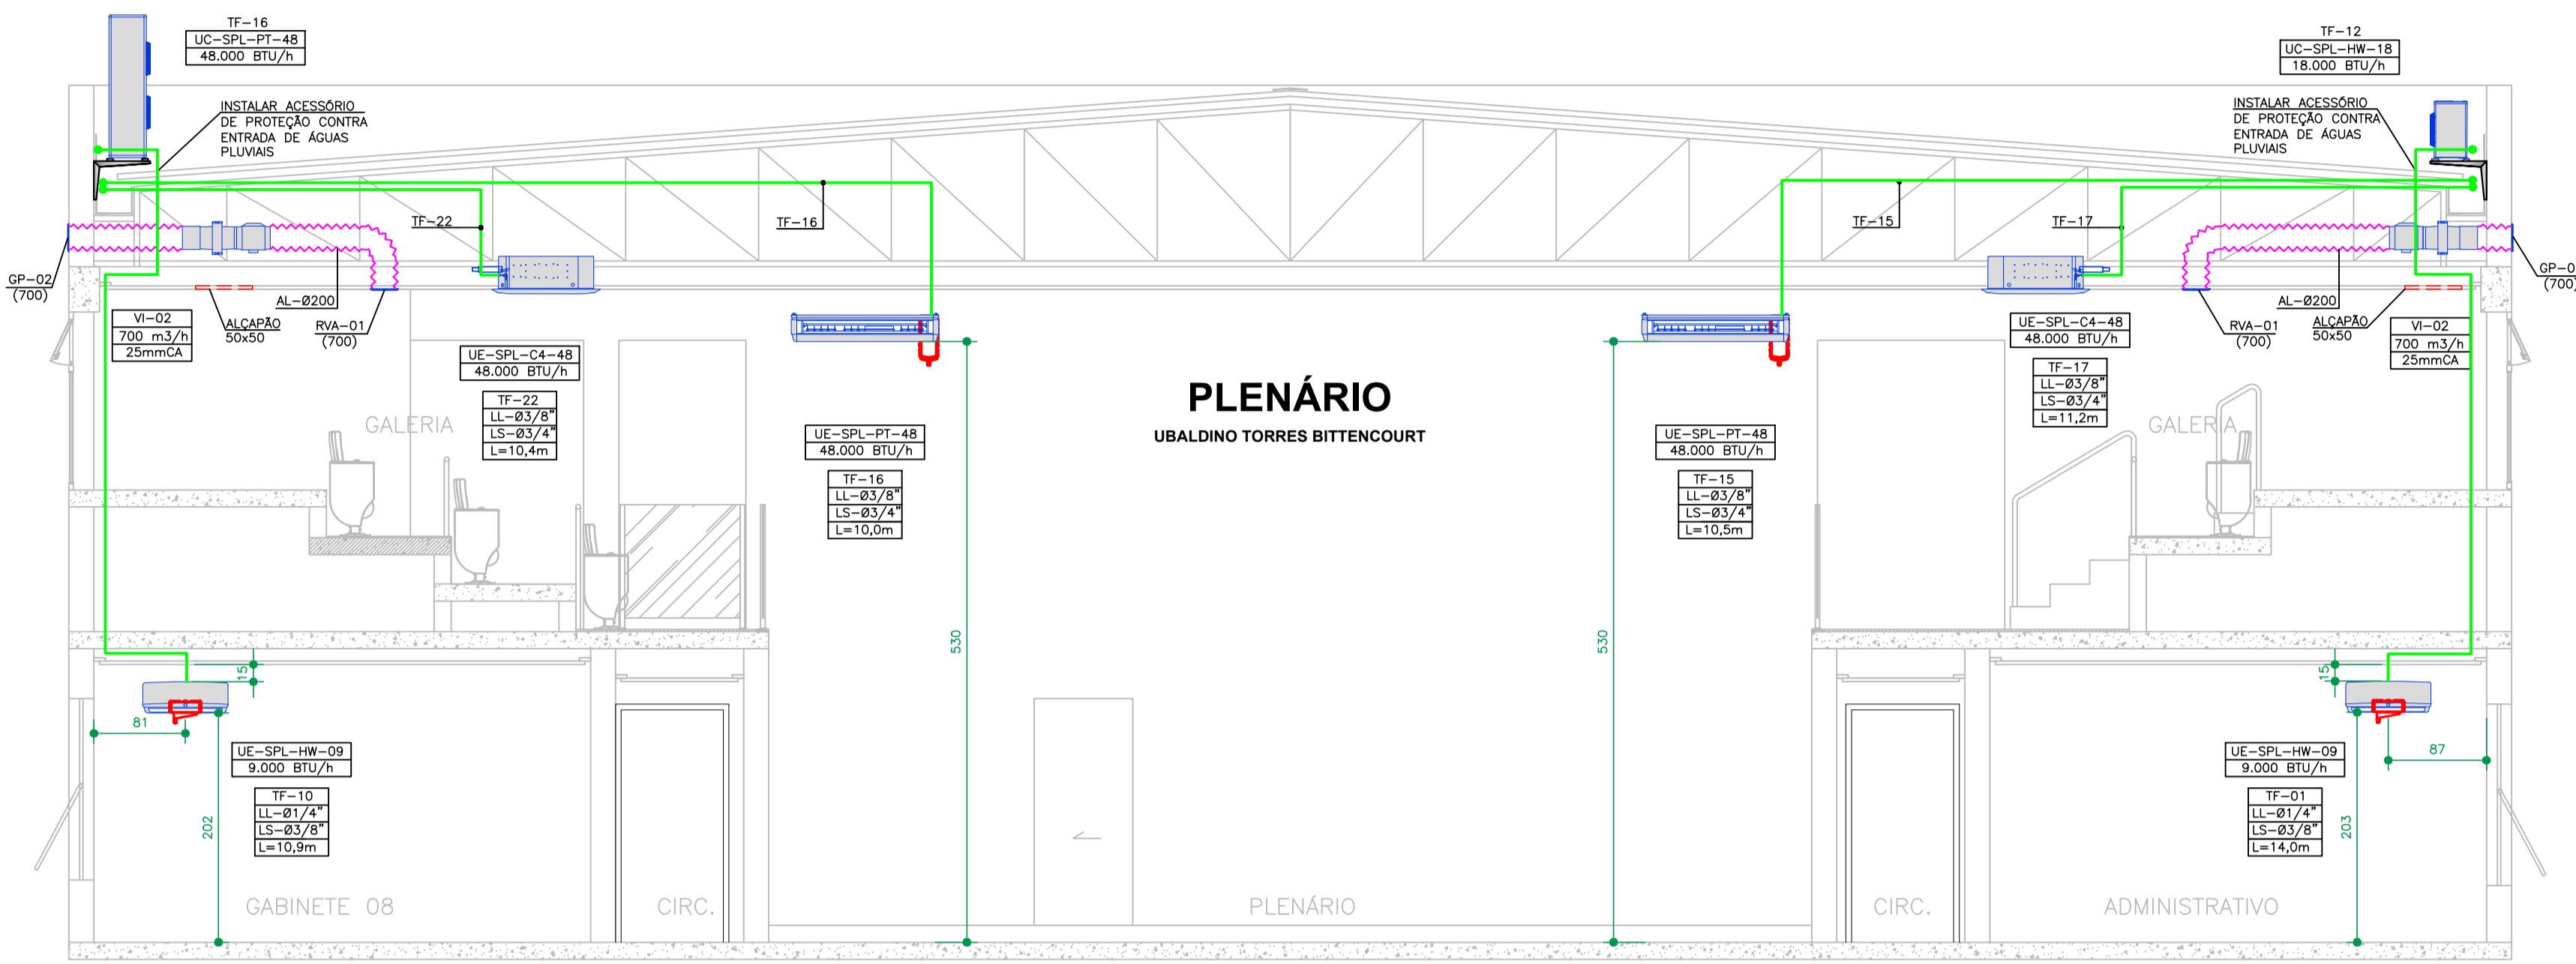 TF-16
UC-SPL-PT-48
48.000 BTU/h
TF-12
UC-SPL-HW-18
18.000 BTU/h
INSTALAR ACESSÓRIO
DE PROTEÇÃO CONTRA
ENTRADA DE ÁGUAS
PLUVIAIS
INSTALAR ACESSÓRIO
DE PROTEÇÃO CONTRA
ENTRADA DE ÁGUAS
PLUVIAIS
TF-22
TF-16
TF-15
TF-17
GP-02
(700)
AL-Ø200
VI-02
700 m3/h
25mmCA
ALÇAPÃO
50x50
RVA-01
(700)
UE-SPL-C4-48
48.000 BTU/h
TF-22
LL-Ø3/8"
LS-Ø3/4"
L=10,4m
GALERIA
UE-SPL-PT-48
48.000 BTU/h
TF-16
LL-Ø3/8"
LS-Ø3/4"
L=10,0m
PLENÁRIO
UBALDINO TORRES BITTENCOURT
UE-SPL-PT-48
48.000 BTU/h
TF-15
LL-Ø3/8"
LS-Ø3/4"
L=10,5m
UE-SPL-C4-48
48.000 BTU/h
TF-17
LL-Ø3/8"
LS-Ø3/4"
L=11,2m
GALERIA
RVA-01
(700)
AL-Ø200
ALÇAPÃO
50x50
VI-02
700 m3/h
25mmCA
GP-0
(700)
530
530
15
81
202
UE-SPL-HW-09
9.000 BTU/h
TF-10
LL-Ø1/4"
LS-Ø3/8"
L=10,9m
15
87
203
UE-SPL-HW-09
9.000 BTU/h
TF-01
LL-Ø1/4"
LS-Ø3/8"
L=14,0m
GABINETE 08
CIRC.
PLENÁRIO
CIRC.
ADMINISTRATIVO